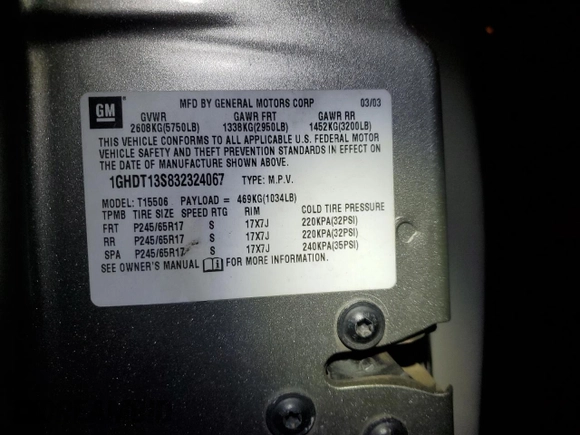 GM
MFD BY GENERAL MOTORS CORP 03/03
GVWR GAWR FRT GAWR RR
2608KG(5750LB) 1338KG(2950LB) 1452KG(3200LB)
THIS VEHICLE CONFORMS TO ALL APPLICABLE U.S. FEDERAL MOTOR
VEHICLE SAFETY AND THEFT PREVENTION STANDARDS IN EFFECT ON
THE DATE OF MANUFACTURE SHOWN ABOVE.
1GHDT13S832324067 TYPE: M.P.V.
MODEL: T15506 PAYLOAD = 469KG(1034LB)
TPMB TIRE SIZE SPEED RTG RIM COLD TIRE PRESSURE
FRT P245/65R17 S 17X7J 220KPA(32PSI)
RR P245/65R17 S 17X7J 220KPA(32PSI)
SPA P245/65R17 S 17X7J 240KPA(35PSI)
SEE OWNER'S MANUAL FOR MORE INFORMATION.